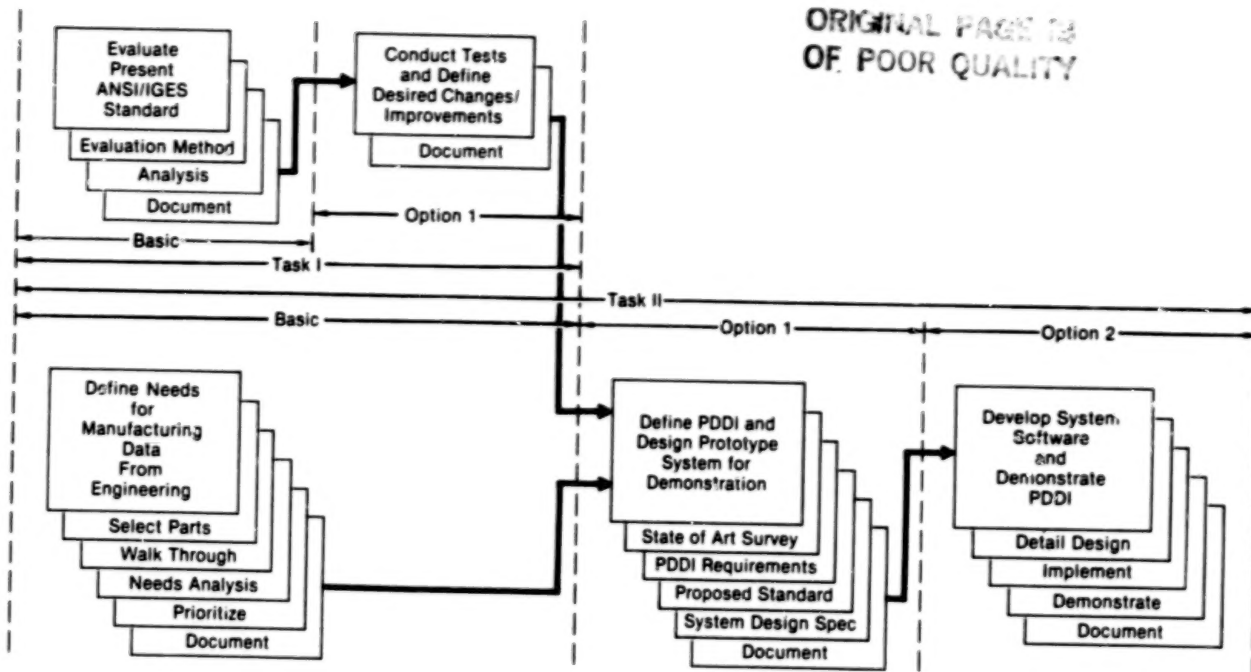 ORIGINAL PAGE IS
OF POOR QUALITY
Evaluate
Present
ANSI/IGES
Standard
Evaluation Method
Analysis
Document
Conduct Tests
and Define
Desired Changes/
Improvements
Document
Option 1
Basic
Task I
Task II
Basic
Option 1
Option 2
Define Needs
for
Manufacturing
Data
From
Engineering
Select Parts
Walk Through
Needs Analysis
Prioritize
Document
Define PDDI and
Design Prototype
System for
Demonstration
State of Art Survey
PDDI Requirements
Proposed Standard
System Design Spec
Document
Develop System
Software
and
Demonstrate
PDDI
Detail Design
Implement
Demonstrate
Document